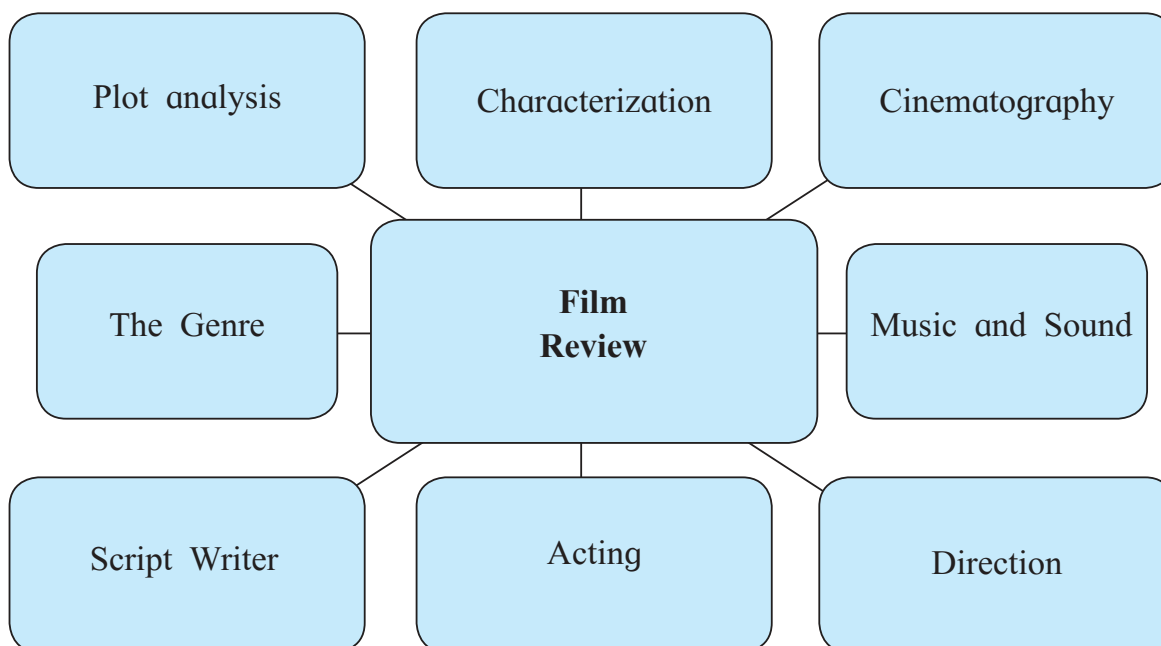 Plot analysis
Characterization
Cinematography
The Genre
Film
Review
Music and Sound
Script Writer
Acting
Direction